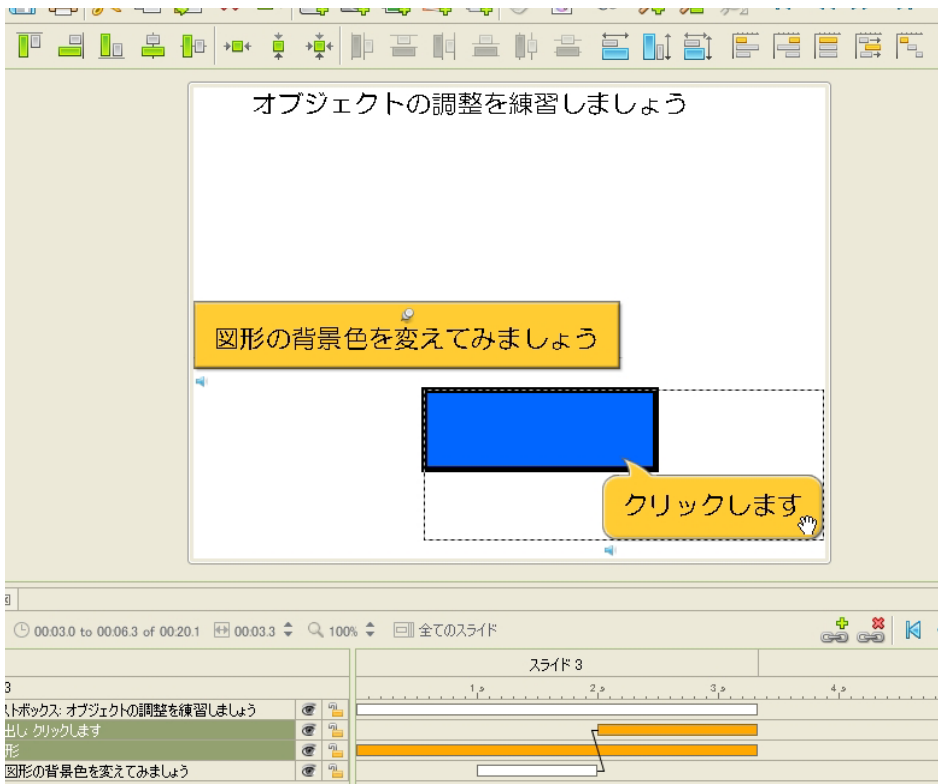 オブジェクトの調整を練習しましょう
図形の背景色を変えてみましょう
クリックします
00:03.0 to 00:06.3 of 00:20.1 00:03.3 100% 全てのスライド
スライド 3
3
1 2 3 4
ストボックス: オブジェクトの調整を練習しましょう
出し クリックします
形
図形の背景色を変えてみましょう